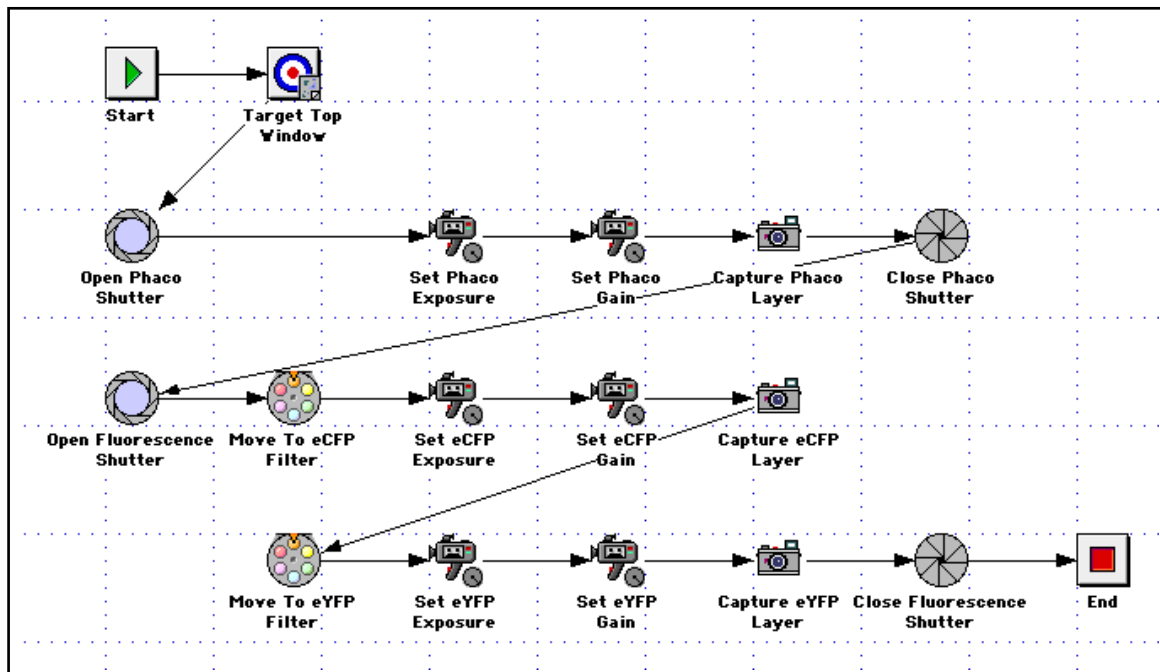 Start
Target Top
Window
Open Phaco
Shutter
Set Phaco
Exposure
Set Phaco
Gain
Capture Phaco
Layer
Close Phaco
Shutter
Open Fluorescence
Shutter
Move To eCFP
Filter
Set eCFP
Exposure
Set eCFP
Gain
Capture eCFP
Layer
Move To eYFP
Filter
Set eYFP
Exposure
Set eYFP
Gain
Capture eYFP
Layer
Close Fluorescence
Shutter
End